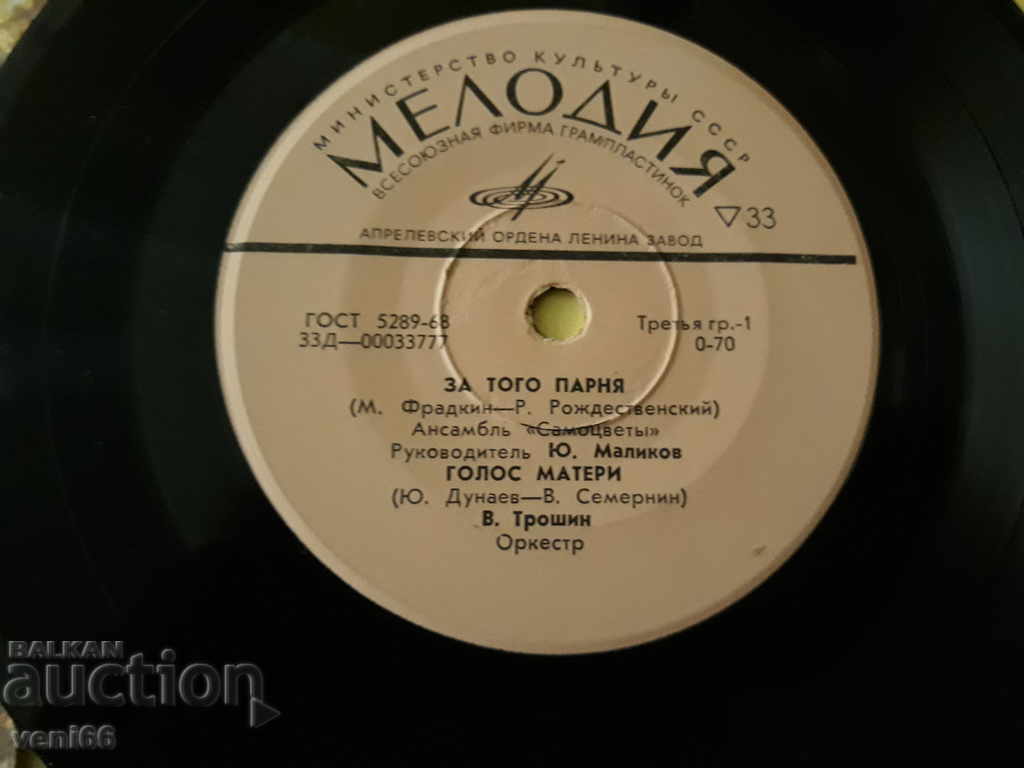 МИНИСТЕРСТВО КУЛЬТУРЫ СССР
МЕЛОДИЯ
ВСЕСОЮЗНАЯ ФИРМА ГРАМПЛАСТИНОК
▽33
АПРЕЛЕВСКИЙ ОРДЕНА ЛЕНИНА ЗАВОД
ГОСТ 5289-68
Третья гр.-1
33Д—00033777
0-70
ЗА ТОГО ПАРНЯ
(М. Фрадкин—Р. Рождественский)
Ансамбль «Самоцветы»
Руководитель Ю. Маликов
ГОЛОС МАТЕРИ
(Ю. Дунаев—В. Семернин)
В. Трошин
Оркестр
BALKAN
auction
veni66